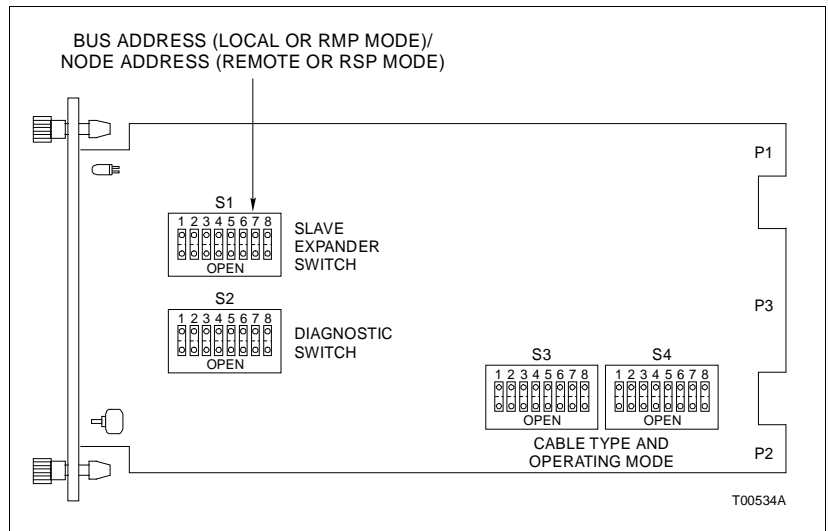 BUS ADDRESS (LOCAL OR RMP MODE)/
NODE ADDRESS (REMOTE OR RSP MODE)
P1
S1
1 2 3 4 5 6 7 8
OPEN
SLAVE
EXPANDER
SWITCH
S2
1 2 3 4 5 6 7 8
OPEN
DIAGNOSTIC
SWITCH
P3
S3
1 2 3 4 5 6 7 8
OPEN
S4
1 2 3 4 5 6 7 8
OPEN
CABLE TYPE AND
OPERATING MODE
P2
T00534A